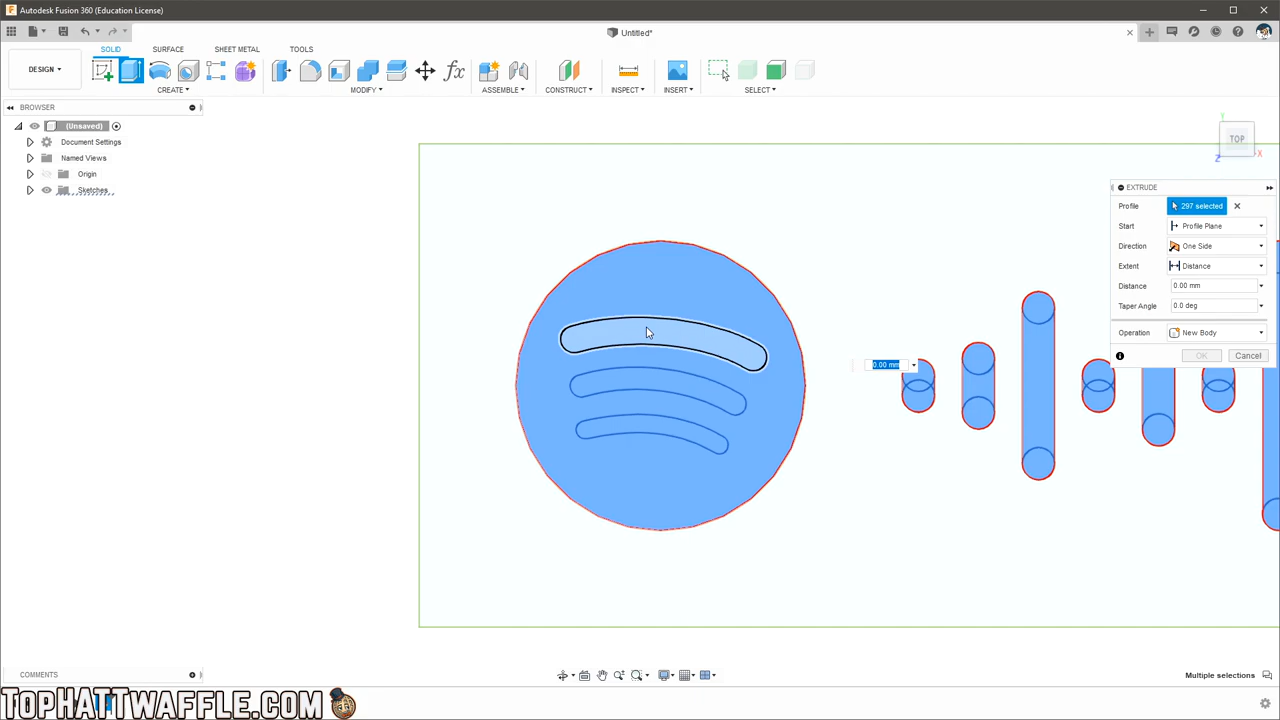 Autodesk Fusion 360 (Education License)
Untitled*
SOLID SURFACE SHEET METAL TOOLS
DESIGN
CREATE MODIFY ASSEMBLE CONSTRUCT INSPECT INSERT SELECT
BROWSER
(Unsaved)
Document Settings
Named Views
Origin
Sketches
Y
TOP
X
Z
EXTRUDE
Profile 297 selected
Start Profile Plane
Direction One Side
Extent Distance
Distance 0.00 mm
Taper Angle 0.0 deg
Operation New Body
OK Cancel
0.00 mm
COMMENTS
Multiple selections
TOPHATTWAFFLE.COM